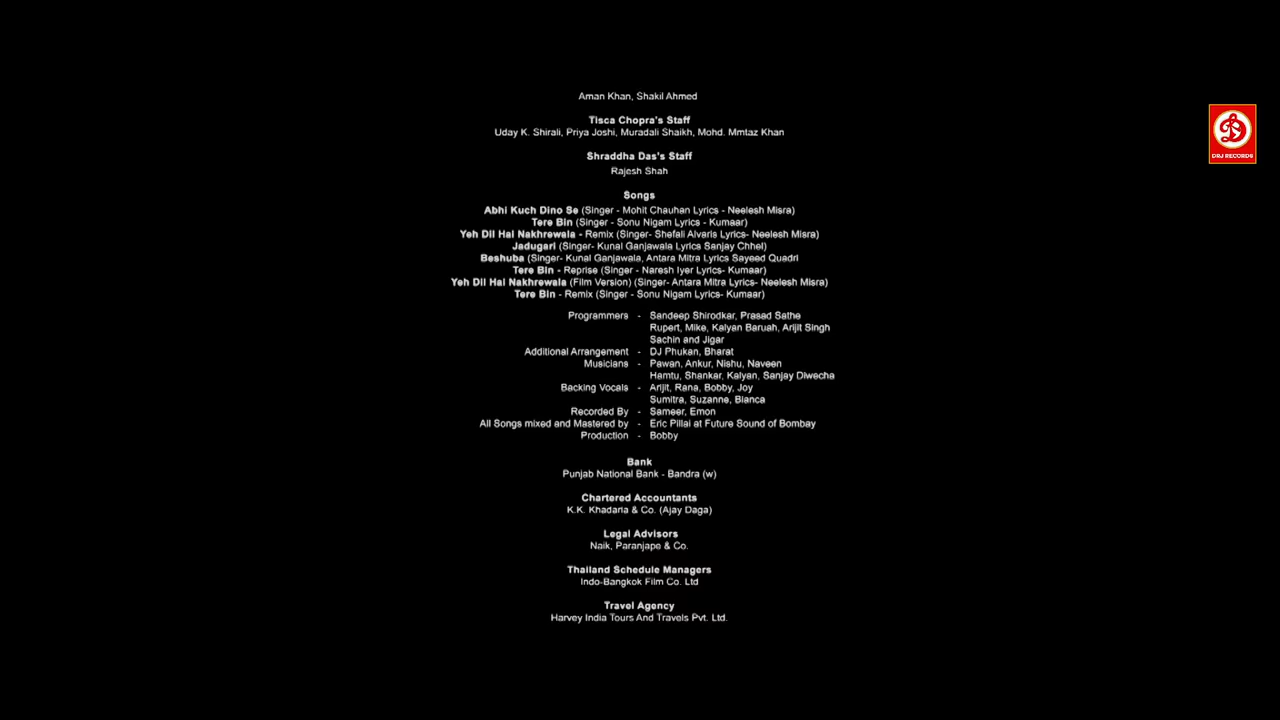 Aman Khan, Shakil Ahmed
Tisca Chopra's Staff
Uday K. Shirali, Priya Joshi, Muradali Shaikh, Mohd. Mmtaz Khan
Shraddha Das's Staff
Rajesh Shah
Songs
Abhi Kuch Dino Se (Singer - Mohit Chauhan Lyrics - Neelesh Misra)
Tere Bin (Singer - Sonu Nigam Lyrics - Kumaar)
Yeh Dil Hai Nakhrewala - Remix (Singer- Shefali Alvaris Lyrics- Neelesh Misra)
Jadugari (Singer- Kunal Ganjawala Lyrics Sanjay Chhel)
Beshuba (Singer- Kunal Ganjawala, Antara Mitra Lyrics Sayeed Quadri
Tere Bin - Reprise (Singer - Naresh Iyer Lyrics- Kumaar)
Yeh Dil Hai Nakhrewala (Film Version) (Singer- Antara Mitra Lyrics- Neelesh Misra)
Tere Bin - Remix (Singer - Sonu Nigam Lyrics- Kumaar)
Programmers - Sandeep Shirodkar, Prasad Sathe
Rupert, Mike, Kalyan Baruah, Arijit Singh
Sachin and Jigar
Additional Arrangement - DJ Phukan, Bharat
Musicians - Pawan, Ankur, Nishu, Naveen
Hamtu, Shankar, Kalyan, Sanjay Diwecha
Backing Vocals - Arijit, Rana, Bobby, Joy
Sumitra, Suzanne, Bianca
Recorded By - Sameer, Emon
All Songs mixed and Mastered by - Eric Pillai at Future Sound of Bombay
Production - Bobby
Bank
Punjab National Bank - Bandra (w)
Chartered Accountants
K.K. Khadaria & Co. (Ajay Daga)
Legal Advisors
Naik, Paranjape & Co.
Thailand Schedule Managers
Indo-Bangkok Film Co. Ltd
Travel Agency
Harvey India Tours And Travels Pvt. Ltd.
DRJ RECORDS